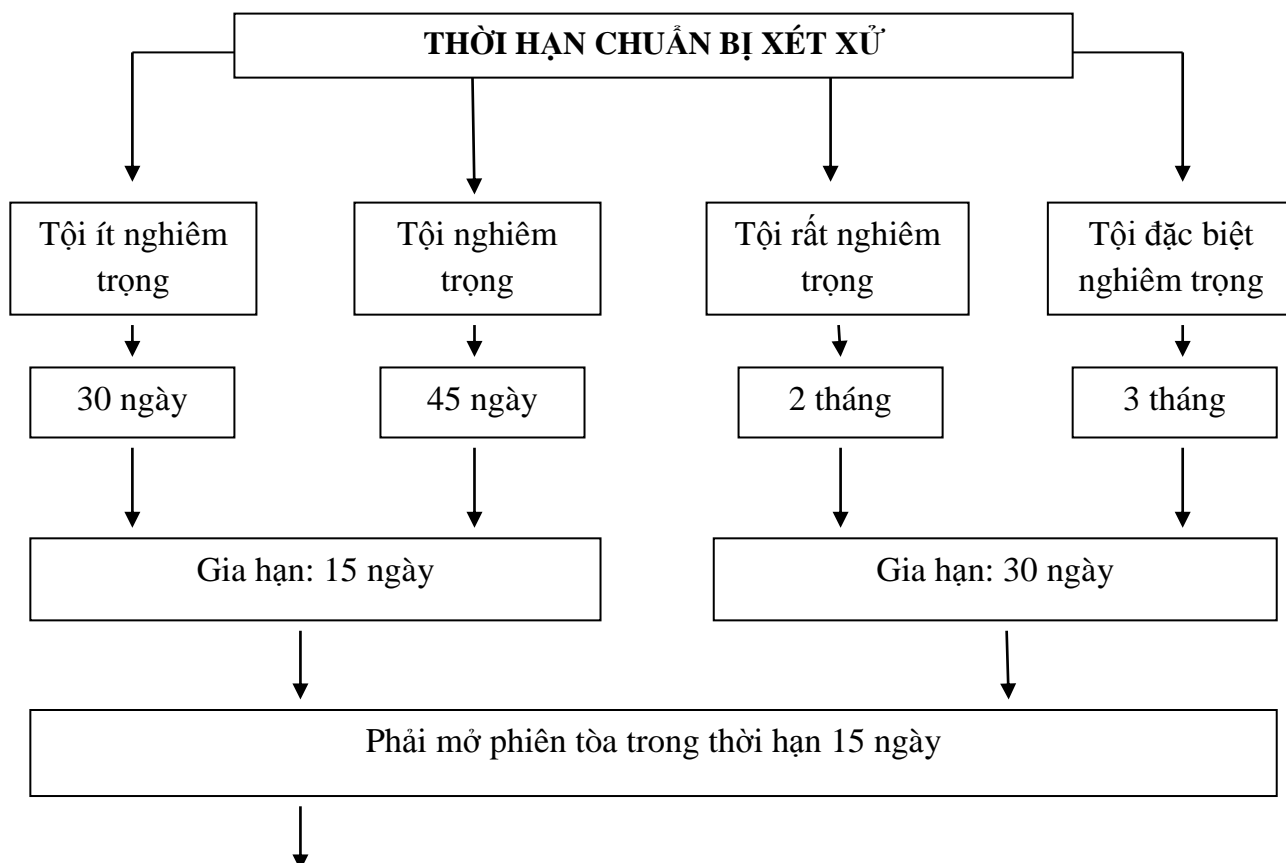 THỜI HẠN CHUẨN BỊ XÉT XỬ
Tội ít nghiêm
trọng
Tội nghiêm
trọng
Tội rất nghiêm
trọng
Tội đặc biệt
nghiêm trọng
30 ngày
45 ngày
2 tháng
3 tháng
Gia hạn: 15 ngày
Gia hạn: 30 ngày
Phải mở phiên tòa trong thời hạn 15 ngày